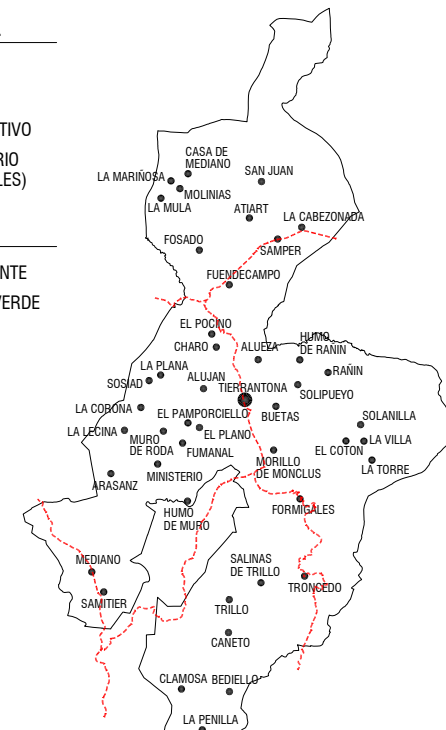 TIVO
RIO
LES)
NTE
VERDE
CASA DE
MEDIANO
LA MARIÑOSA
SAN JUAN
MOLINIAS
LA MULA
ATIART
LA CABEZONADA
FOSADO
SAMPER
FUENDECAMPO
EL POCINO
CHARO
ALUEZA
HUMO
DE RAÑIN
LA PLANA
RAÑIN
SOSIAD
ALUJAN
TIERRANTONA
SOLIPUEYO
LA CORONA
EL PAMPORCIELLO
BUETAS
SOLANILLA
LA LECINA
MURO
DE RODA
EL PLANO
EL COTON
LA VILLA
FUMANAL
MORILLO
DE MONCLUS
LA TORRE
ARASANZ
MINISTERIO
HUMO
DE MURO
FORMIGALES
MEDIANO
SALINAS
DE TRILLO
TRONCEDO
SAMITIER
TRILLO
CANETO
CLAMOSA
BEDIELLO
LA PENILLA